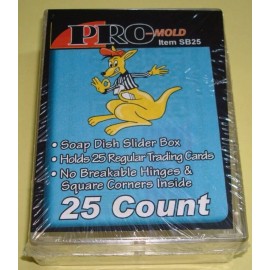 PRO-MOLD
Item SB25
• Soap Dish Slider Box
• Holds 25 Regular Trading Cards
• No Breakable Hinges &
Square Corners Inside
25 Count